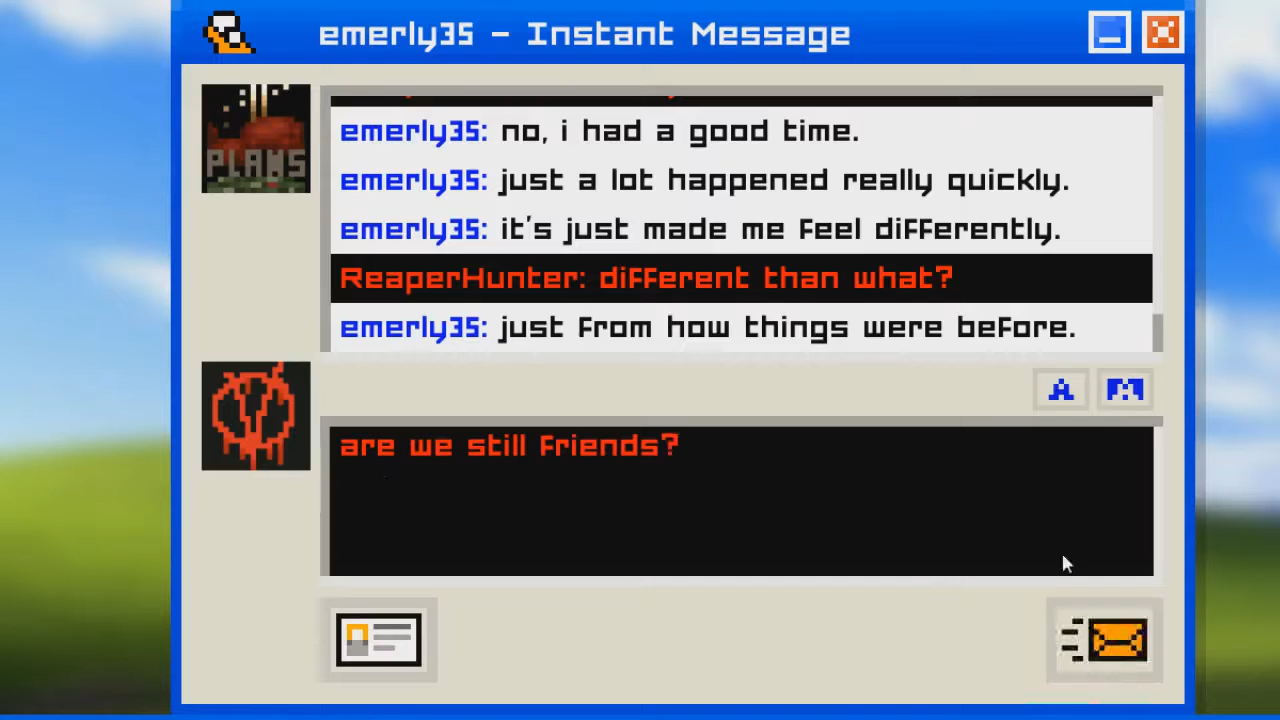 emerly35 - Instant Message
PLANS
emerly35: no, i had a good time.
emerly35: just a lot happened really quickly.
emerly35: it's just made me feel differently.
ReaperHunter: different than what?
emerly35: just from how things were before.
A
are we still friends?